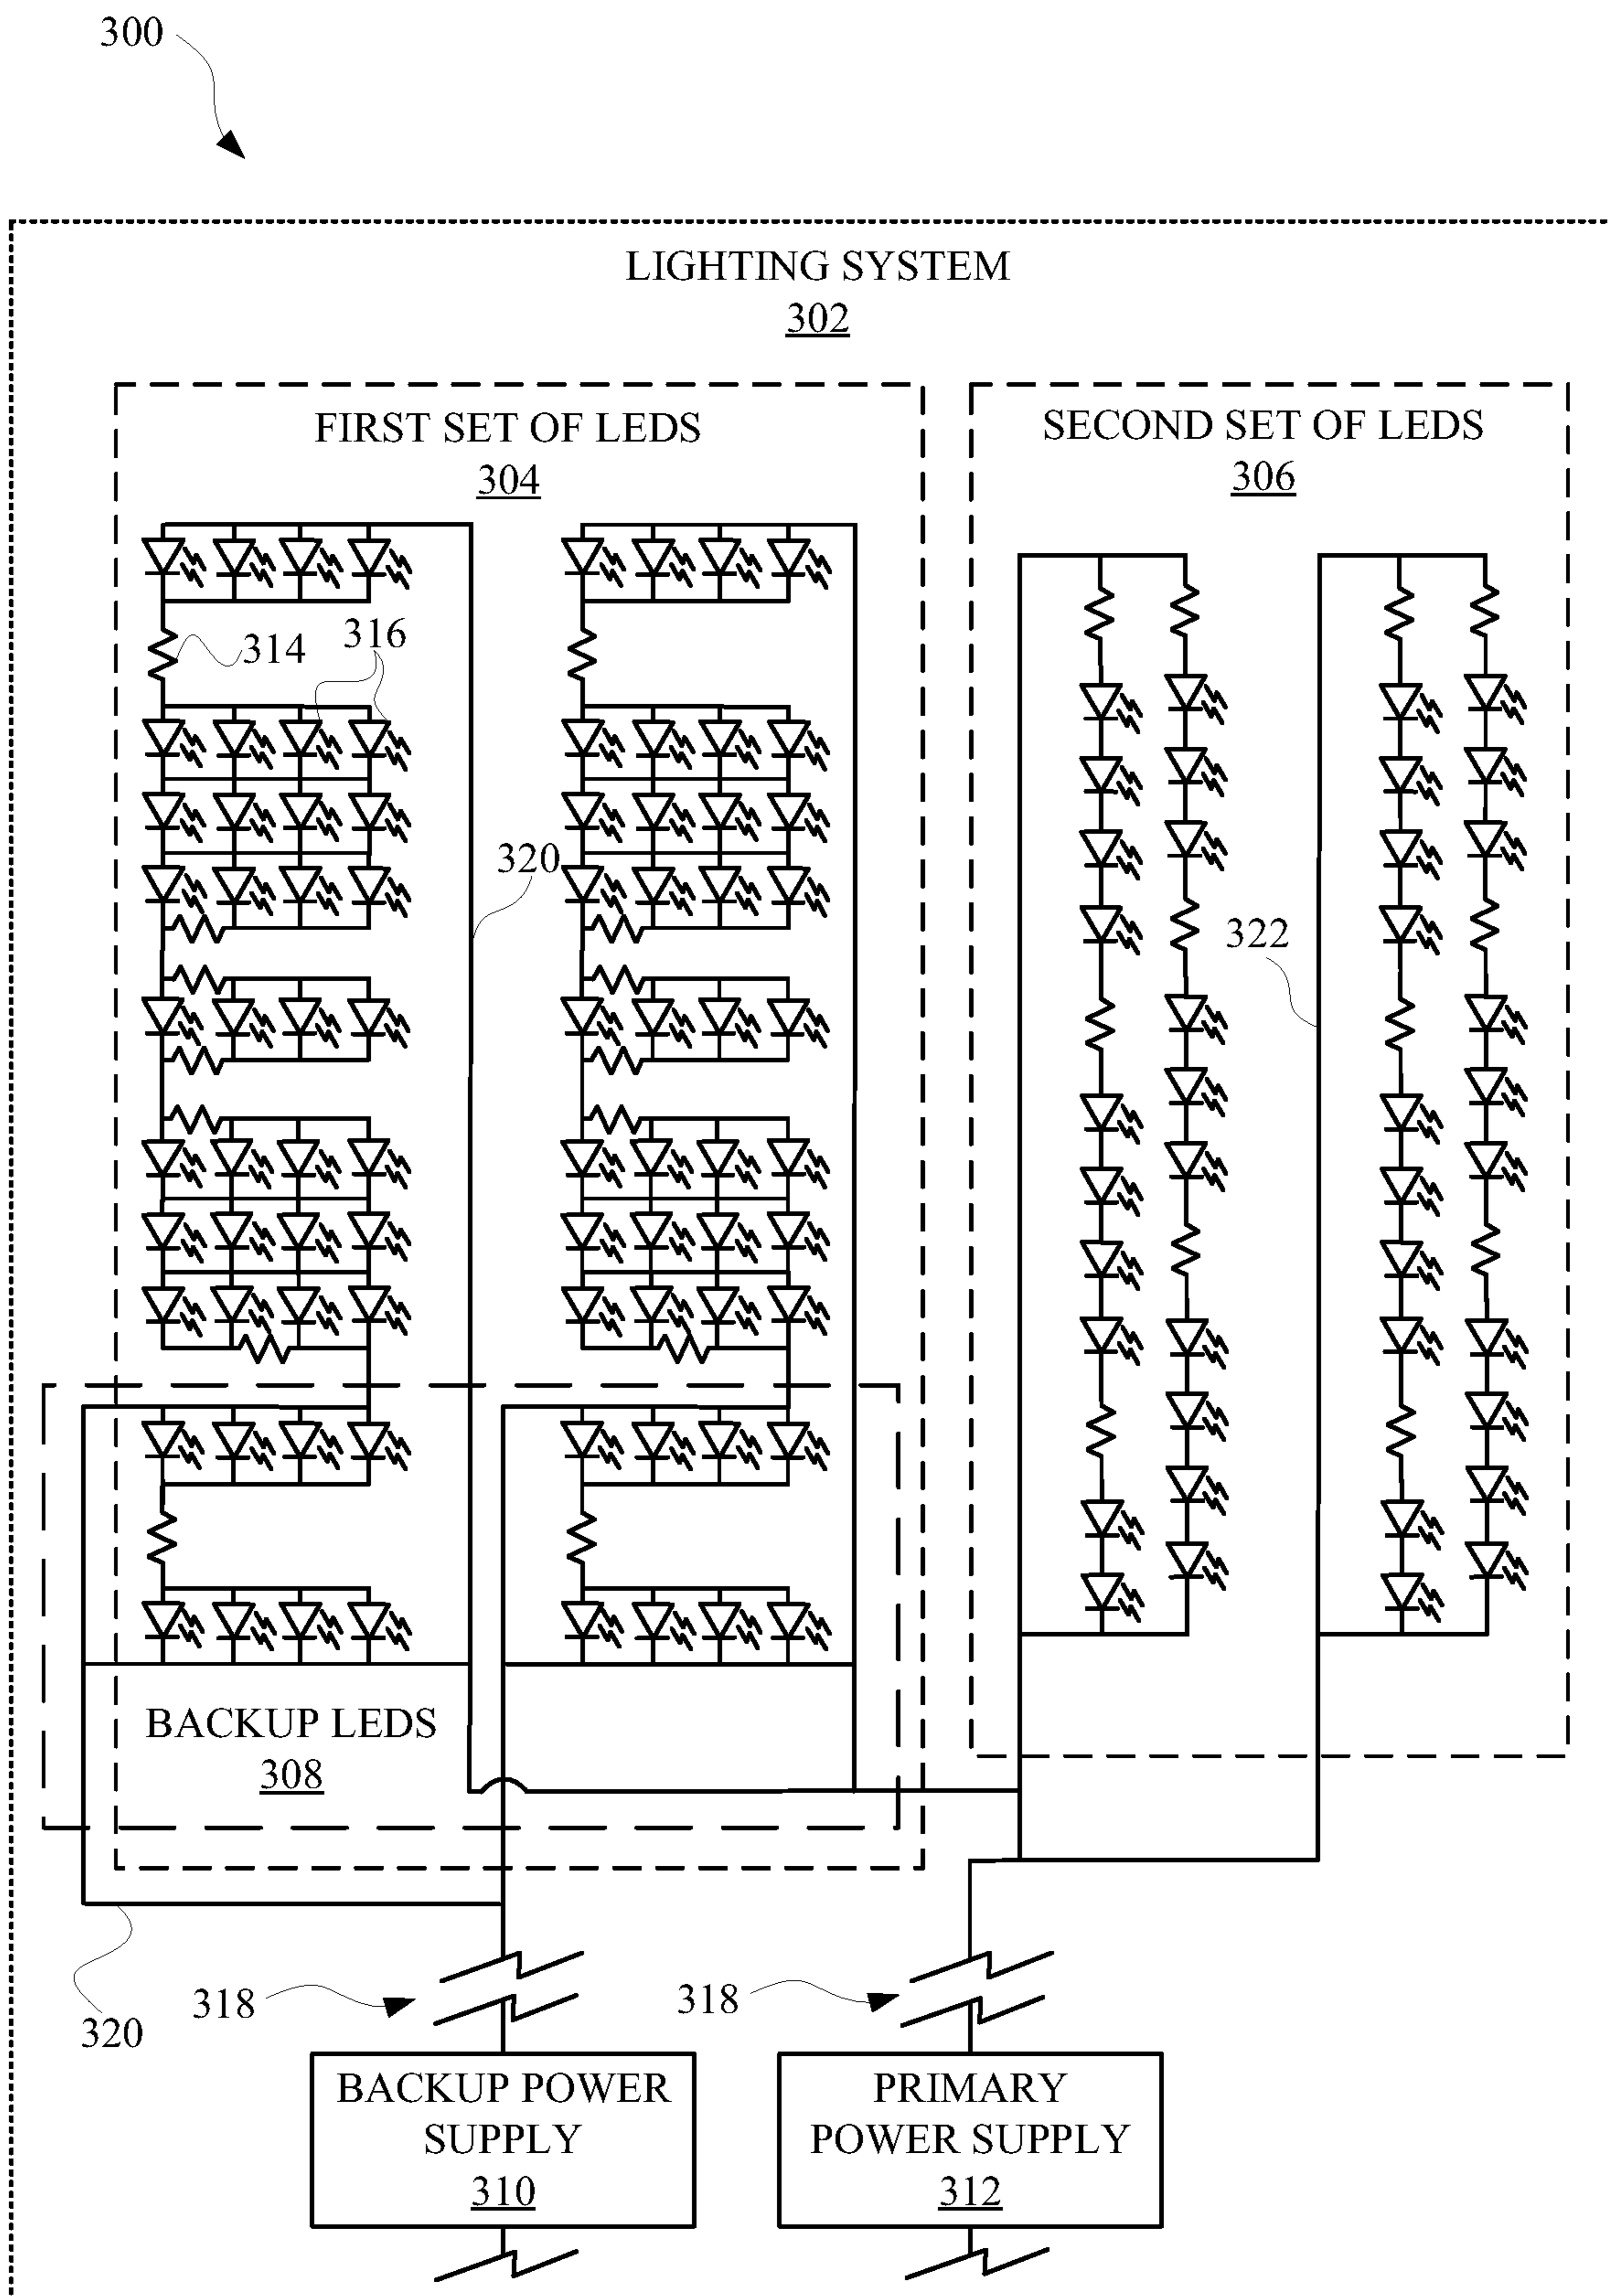 300
LIGHTING SYSTEM
302
FIRST SET OF LEDS
304
SECOND SET OF LEDS
306
314
316
320
322
BACKUP LEDS
308
318
318
320
BACKUP POWER
SUPPLY
310
PRIMARY
POWER SUPPLY
312